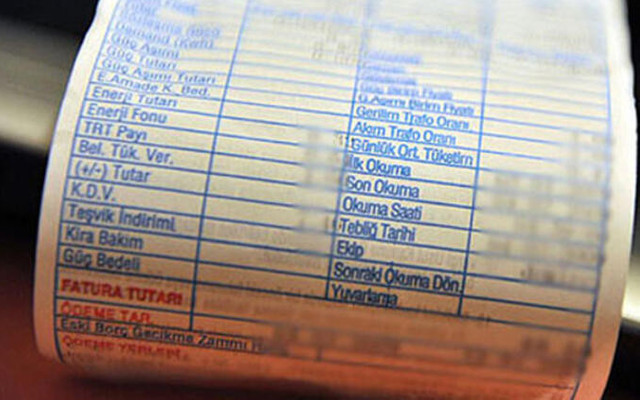 Güç Aşımı
Güç Tutarı
Güç Aşımı Tutarı
E.Amade K. Bed.
Enerji Tutarı
Enerji Fonu
TRT Payı
Bel. Tük. Ver.
(+/-) Tutar
K.D.V.
Teşvik İndirimi
Kira Bakım
Güç Bedeli
FATURA TUTARI
ÖDEME TAR.
Eski Borç Gecikme Zammı
ÖDEME YERLERİ
Güç Birim Fiyatı
G.Aşımı Birim Fiyatı
Gerilim Trafo Oranı
Akım Trafo Oranı
Günlük Ort. Tüketim
İlk Okuma
Son Okuma
Okuma Saati
Tebliğ Tarihi
Ekip
Sonraki Okuma Dön.
Yuvarlama